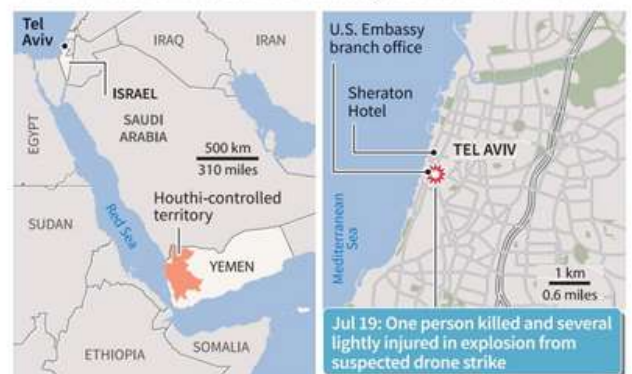 Tel
Aviv
IRAQ
IRAN
ISRAEL
SAUDI
ARABIA
EGYPT
500 km
310 miles
Houthi-controlled
territory
Red Sea
SUDAN
YEMEN
ETHIOPIA
SOMALIA
U.S. Embassy
branch office
Sheraton
Hotel
TEL AVIV
Mediterranean
Sea
1 km
0.6 miles
Jul 19: One person killed and several
lightly injured in explosion from
suspected drone strike